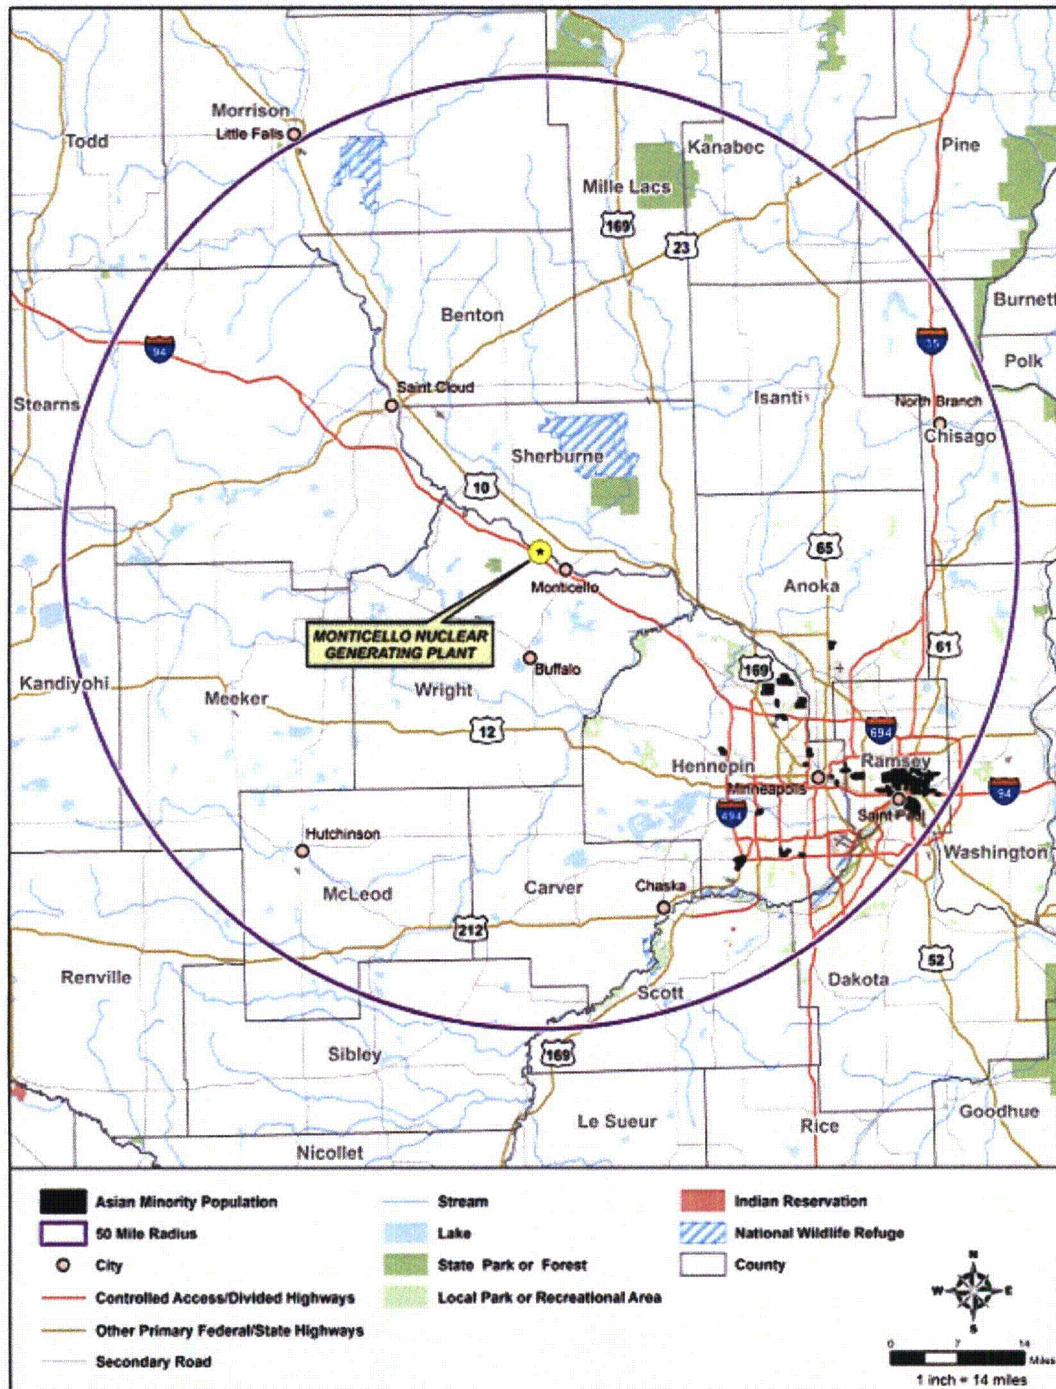 Morrison
Little Falls
Todd
Kanabec
Pine
Mille Lacs
169
23
Benton
Burnett
94
35
Polk
Saint Cloud
Stearns
Isanti
North Branch
Chisago
Sherburne
10
65
Monticello
Anoka
MONTICELLO NUCLEAR
GENERATING PLANT
61
169
Buffalo
Kandiyohi
Meeker
Wright
12
694
Hennepin
Ramsey
Minneapolis
94
494
Saint Paul
Hutchinson
Washington
McLeod
Carver
Chaska
212
52
Renville
Dakota
Scott
Sibley
169
Le Sueur
Rice
Goodhue
Nicollet
Asian Minority Population
50 Mile Radius
City
Controlled Access/Divided Highways
Other Primary Federal/State Highways
Secondary Road
Stream
Lake
State Park or Forest
Local Park or Recreational Area
Indian Reservation
National Wildlife Refuge
County
N
W E
S
0 7 14
Miles
1 inch = 14 miles